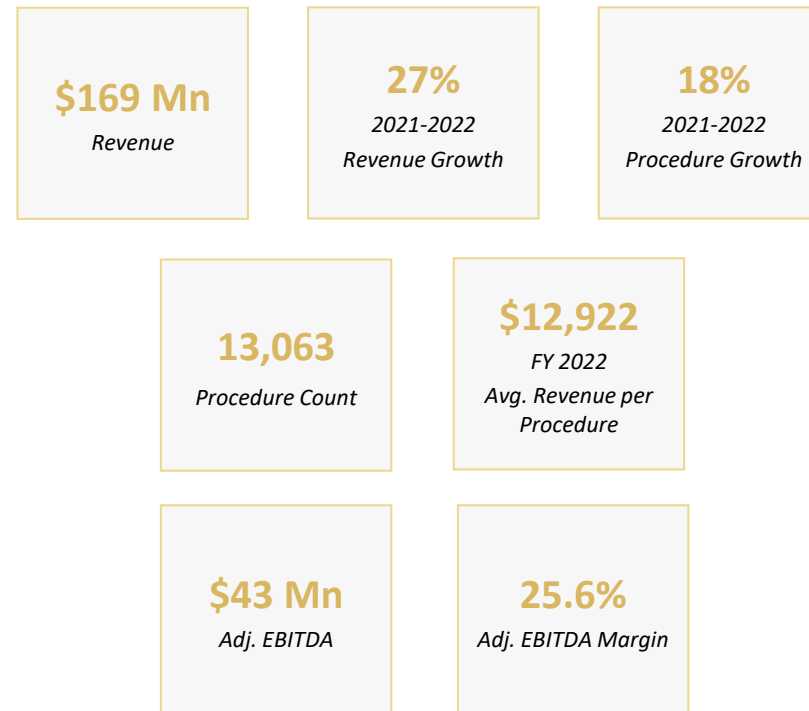 $169 Mn
Revenue
27%
2021-2022
Revenue Growth
18%
2021-2022
Procedure Growth
13,063
Procedure Count
$12,922
FY 2022
Avg. Revenue per
Procedure
$43 Mn
Adj. EBITDA
25.6%
Adj. EBITDA Margin